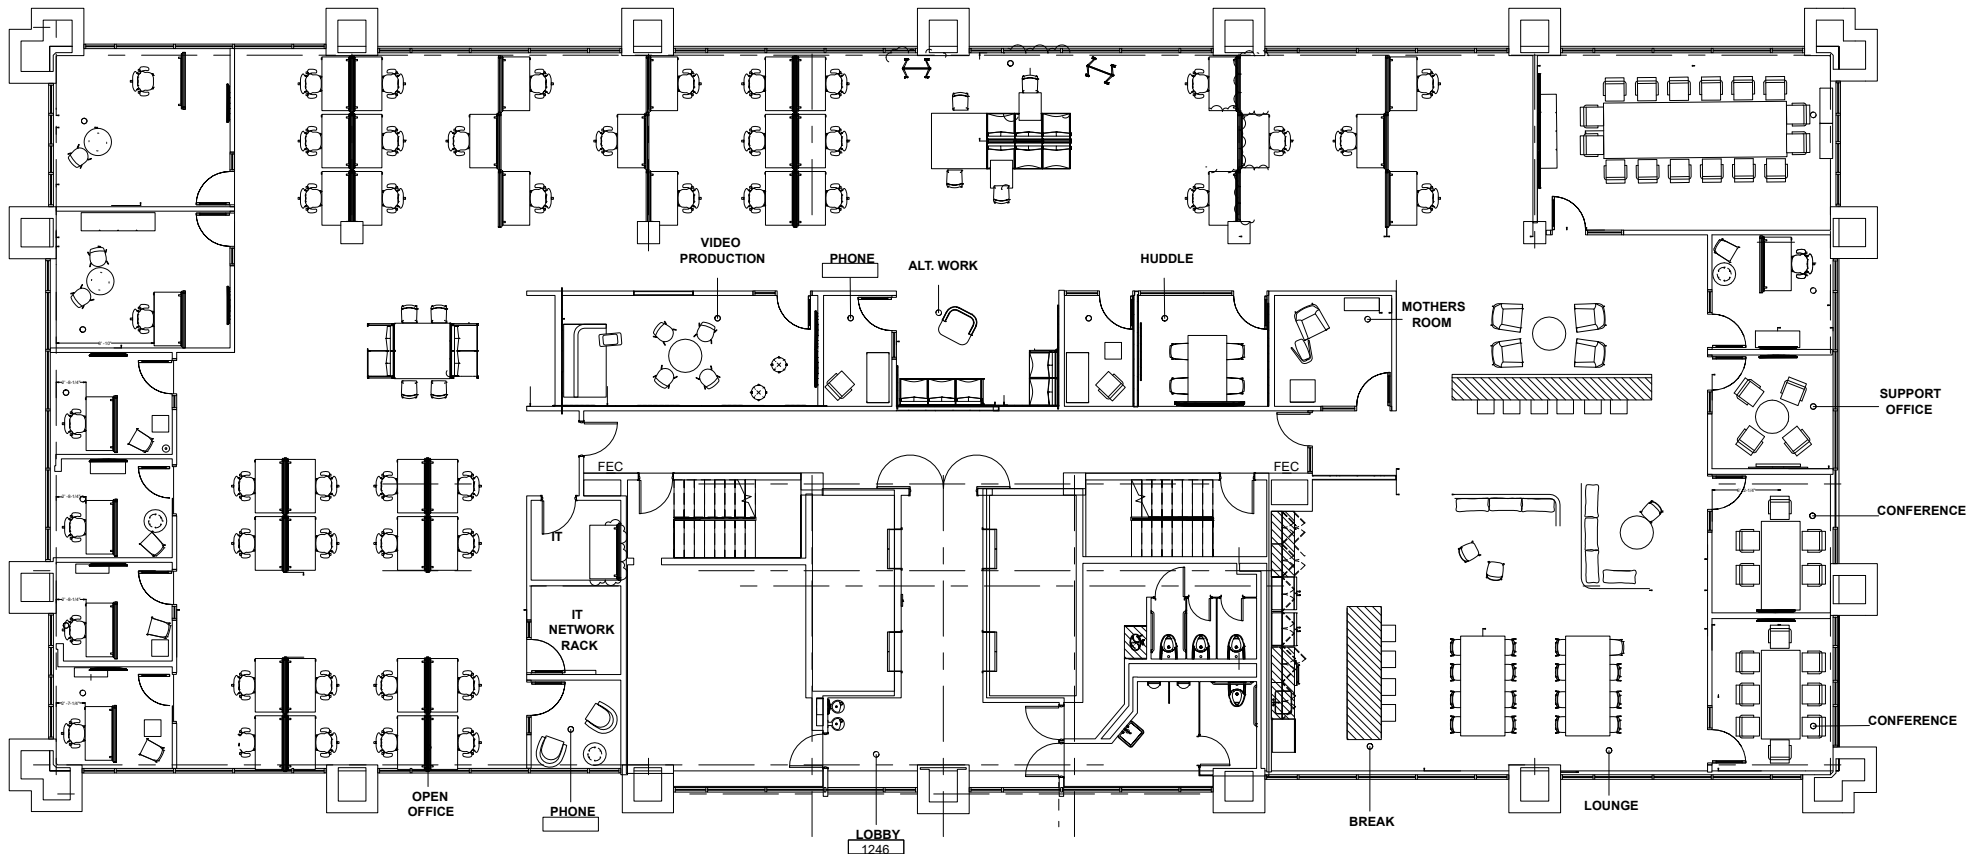 VIDEO
PRODUCTION
PHONE
ALT. WORK
HUDDLE
MOTHERS
ROOM
SUPPORT
OFFICE
FEC
FEC
CONFERENCE
IT
IT
NETWORK
RACK
CONFERENCE
OPEN
OFFICE
PHONE
LOBBY
1246
BREAK
LOUNGE